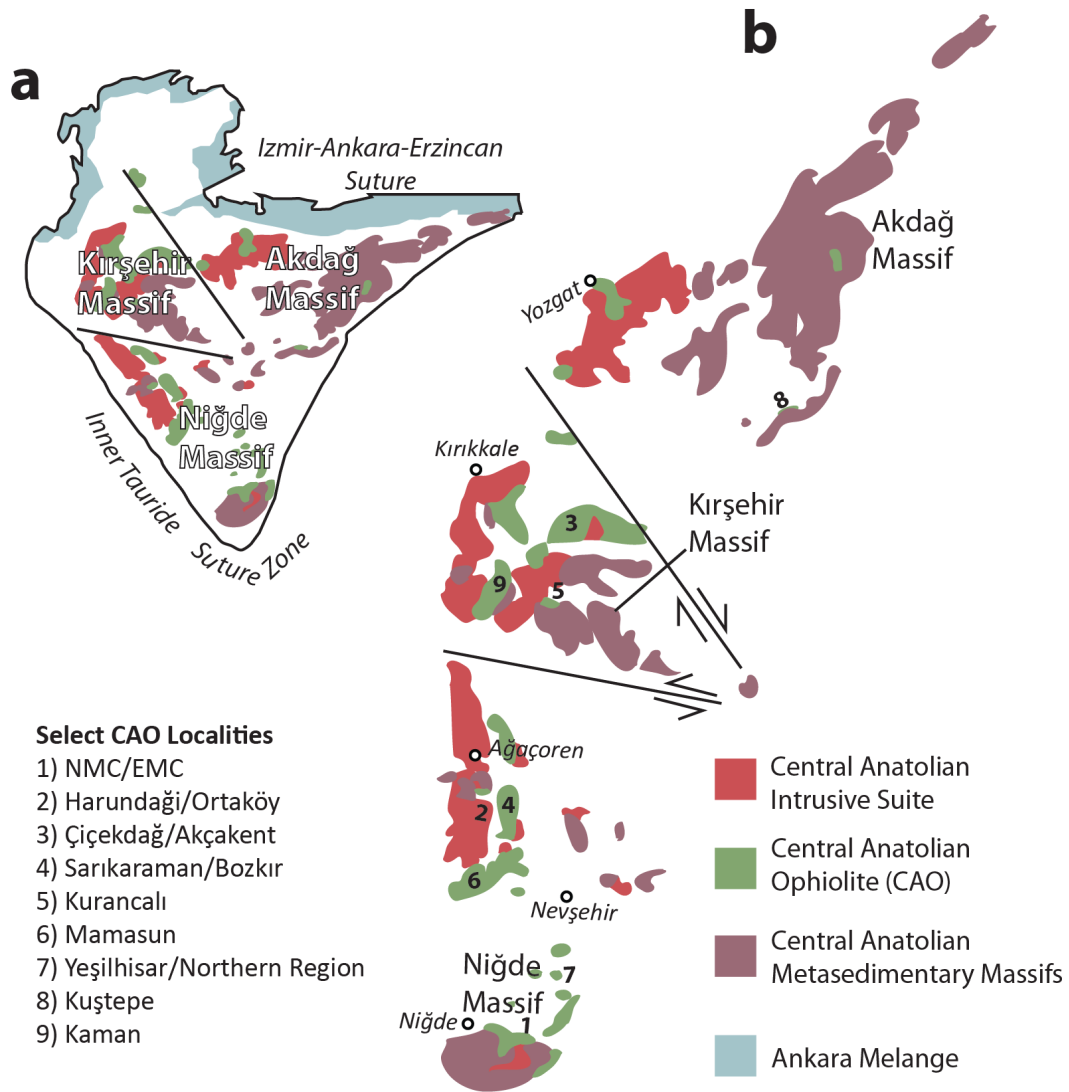 a
b
Izmir-Ankara-Erzincan
Suture
Kırşehir
Massif
Akdağ
Massif
Niğde
Massif
Inner Tauride Suture Zone
Akdağ
Massif
Yozgat
8
Kırıkkale
3
Kırşehir
Massif
9
5
Ağaçoren
2
4
6
Nevşehir
Niğde
Massif
7
Niğde
1
Select CAO Localities
1) NMC/EMC
2) Harundaği/Ortaköy
3) Çiçekdağ/Akçakent
4) Sarıkaraman/Bozkır
5) Kurancalı
6) Mamasun
7) Yeşilhisar/Northern Region
8) Kuştepe
9) Kaman
Central Anatolian
Intrusive Suite
Central Anatolian
Ophiolite (CAO)
Central Anatolian
Metasedimentary Massifs
Ankara Melange